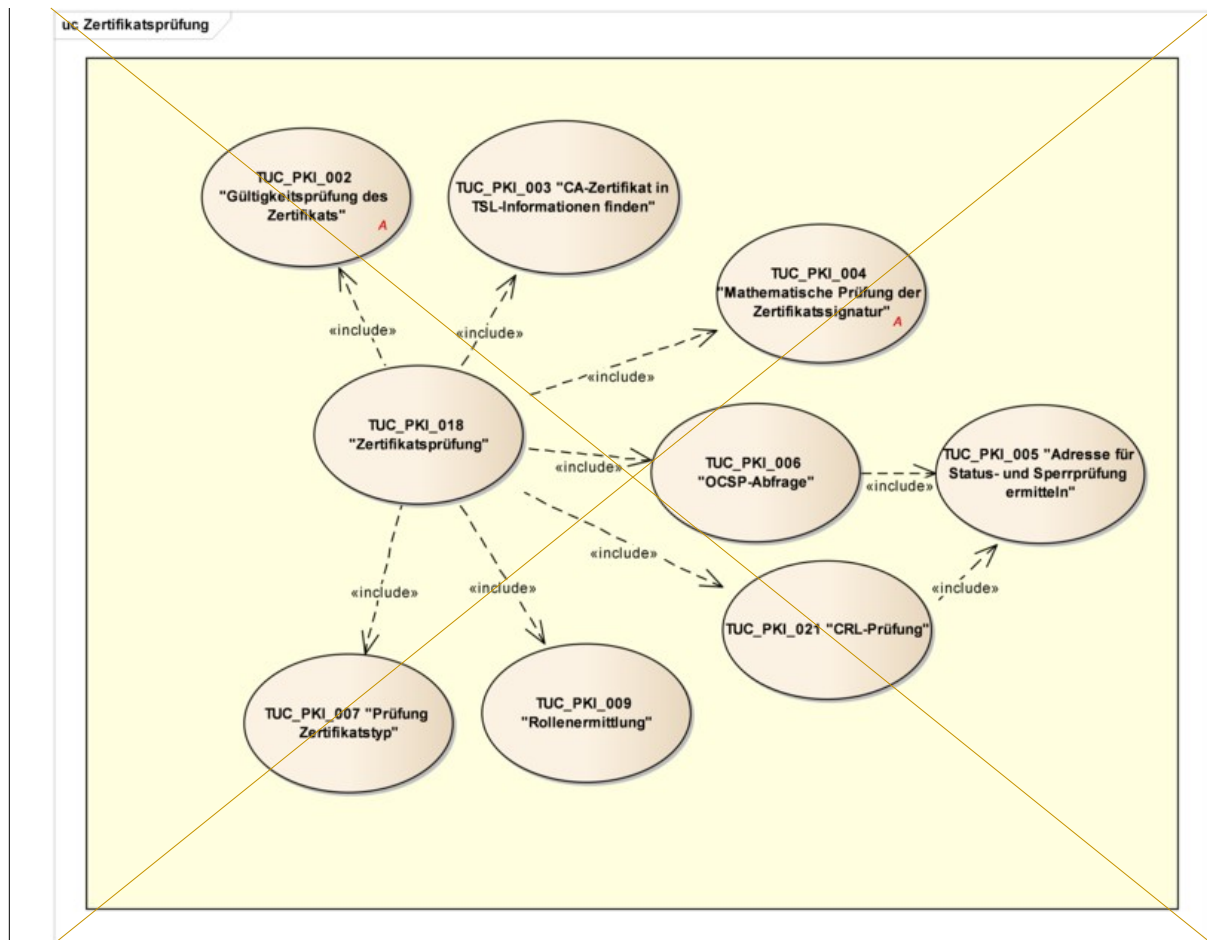 uc Zertifikatsprüfung
TUC_PKI_002
"Gültigkeitsprüfung des
Zertifikats"
A
TUC_PKI_003 "CA-Zertifikat in
TSL-Informationen finden"
TUC_PKI_004
"Mathematische Prüfung der
Zertifikatssignatur"
A
«include»
«include»
«include»
TUC_PKI_018
"Zertifikatsprüfung"
«include»
TUC_PKI_006
"OCSP-Abfrage"
«include»
TUC_PKI_005 "Adresse für
Status- und Sperrprüfung
ermitteln"
«include»
«include»
«include»
«include»
TUC_PKI_021 "CRL-Prüfung"
TUC_PKI_007 "Prüfung
Zertifikatstyp"
TUC_PKI_009
"Rollenermittlung"